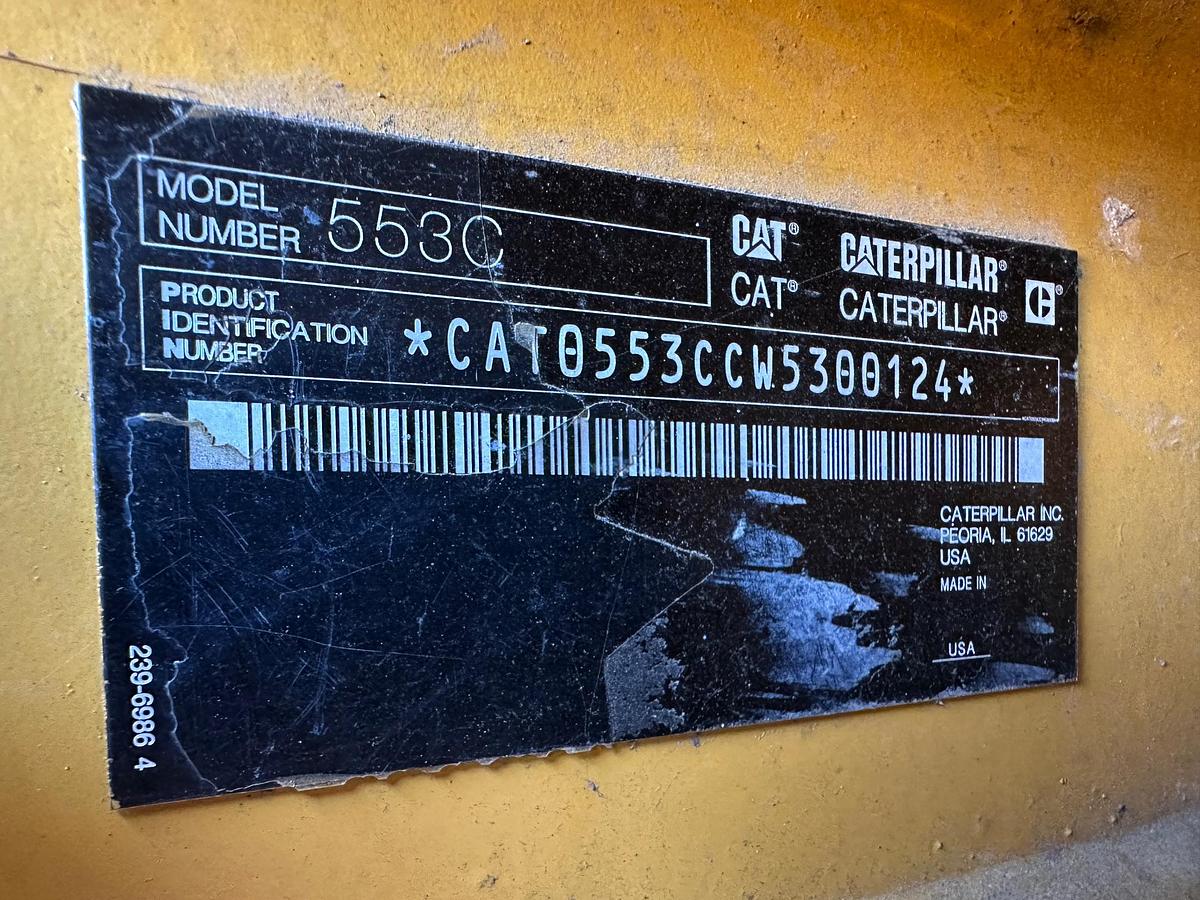 MODEL
NUMBER 553C
CAT® CATERPILLAR®
CAT® CATERPILLAR®
C®
PRODUCT
IDENTIFICATION
NUMBER
*CAT0553CCW5300124*
CATERPILLAR INC.
PEORIA, IL 61629
USA
MADE IN
USA
239-6986 4